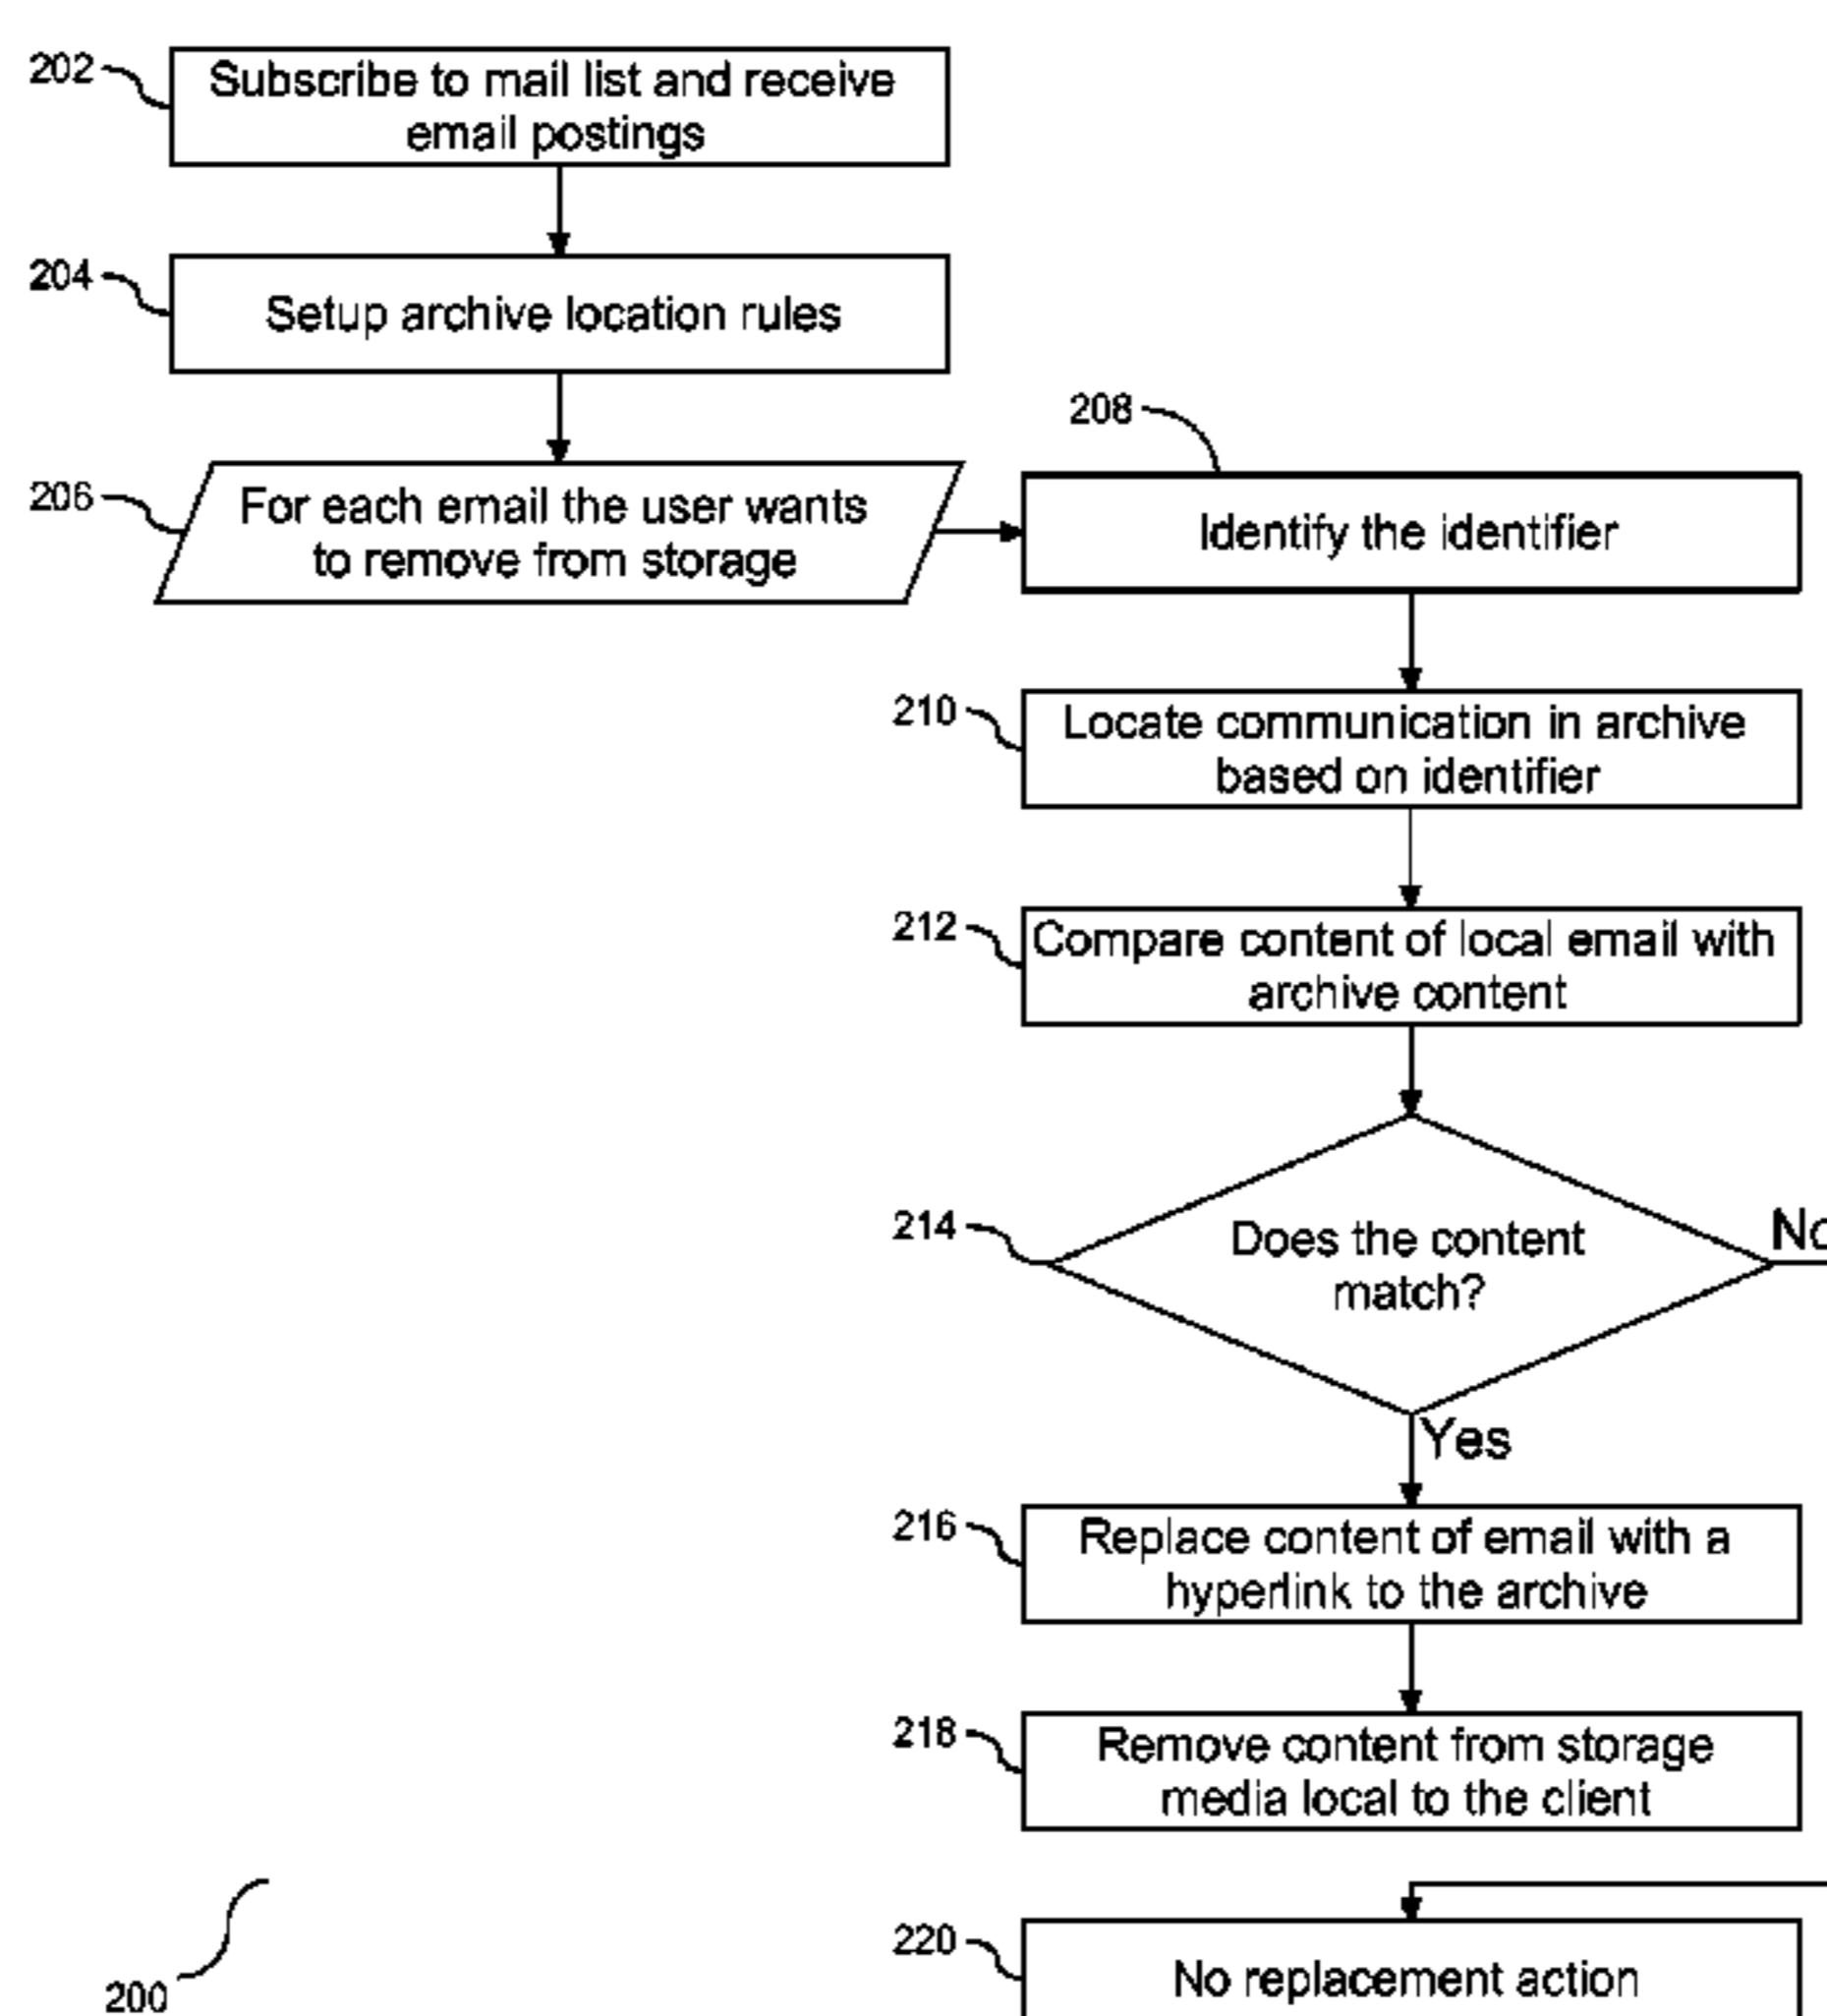 202
Subscribe to mail list and receive
email postings
204
Setup archive location rules
206
For each email the user wants
to remove from storage
208
Identify the identifier
210
Locate communication in archive
based on identifier
212
Compare content of local email with
archive content
214
Does the content
match?
No
Yes
216
Replace content of email with a
hyperlink to the archive
218
Remove content from storage
media local to the client
220
No replacement action
200